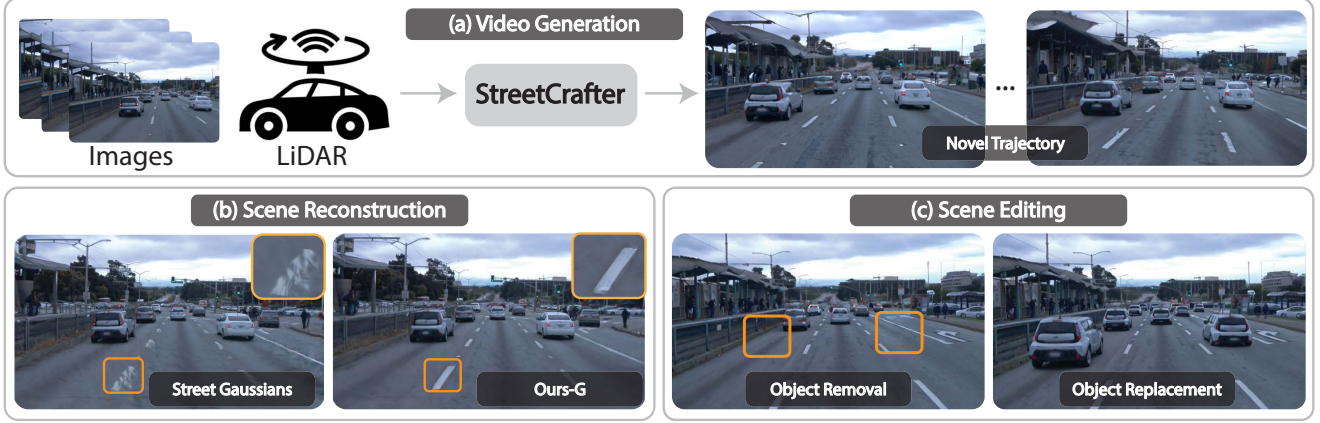 (a) Video Generation
StreetCrafter
...
Images
LiDAR
Novel Trajectory
(b) Scene Reconstruction
Street Gaussians
Ours-G
(c) Scene Editing
Object Removal
Object Replacement